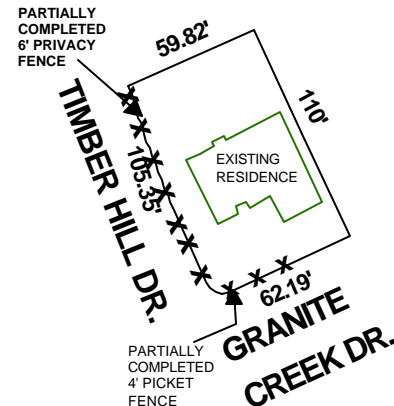 PARTIALLY
COMPLETED
6' PRIVACY
FENCE
59.82'
110'
TIMBER HILL DR.
105.35'
EXISTING
RESIDENCE
62.19'
GRANITE
CREEK DR.
PARTIALLY
COMPLETED
4' PICKET
FENCE